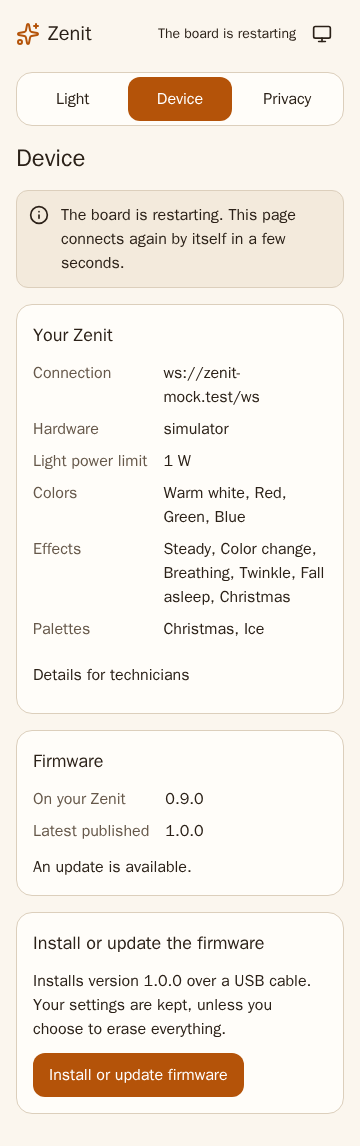 Zenit
The board is restarting
Light
Device
Privacy
Device
The board is restarting. This page
connects again by itself in a few
seconds.
Your Zenit
Connection
ws://zenit-
mock.test/ws
Hardware
simulator
Light power limit
1 W
Colors
Warm white, Red,
Green, Blue
Effects
Steady, Color change,
Breathing, Twinkle, Fall
asleep, Christmas
Palettes
Christmas, Ice
Details for technicians
Firmware
On your Zenit
0.9.0
Latest published
1.0.0
An update is available.
Install or update the firmware
Installs version 1.0.0 over a USB cable.
Your settings are kept, unless you
choose to erase everything.
Install or update firmware